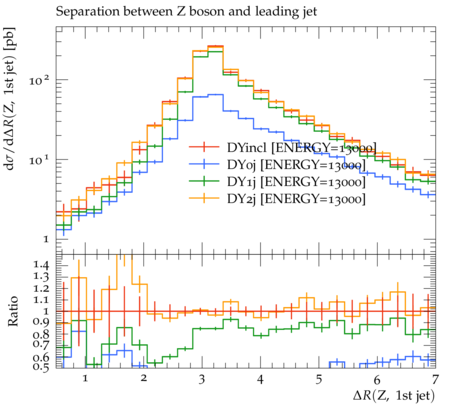 Separation between Z boson and leading jet
dσ / dΔR(Z, 1st jet) [pb]
10²
10¹
1
DYincl [ENERGY=13000]
DY0j [ENERGY=13000]
DY1j [ENERGY=13000]
DY2j [ENERGY=13000]
Ratio
1.4
1.3
1.2
1.1
1
0.9
0.8
0.7
0.6
0.5
1 2 3 4 5 6 7
ΔR(Z, 1st jet)